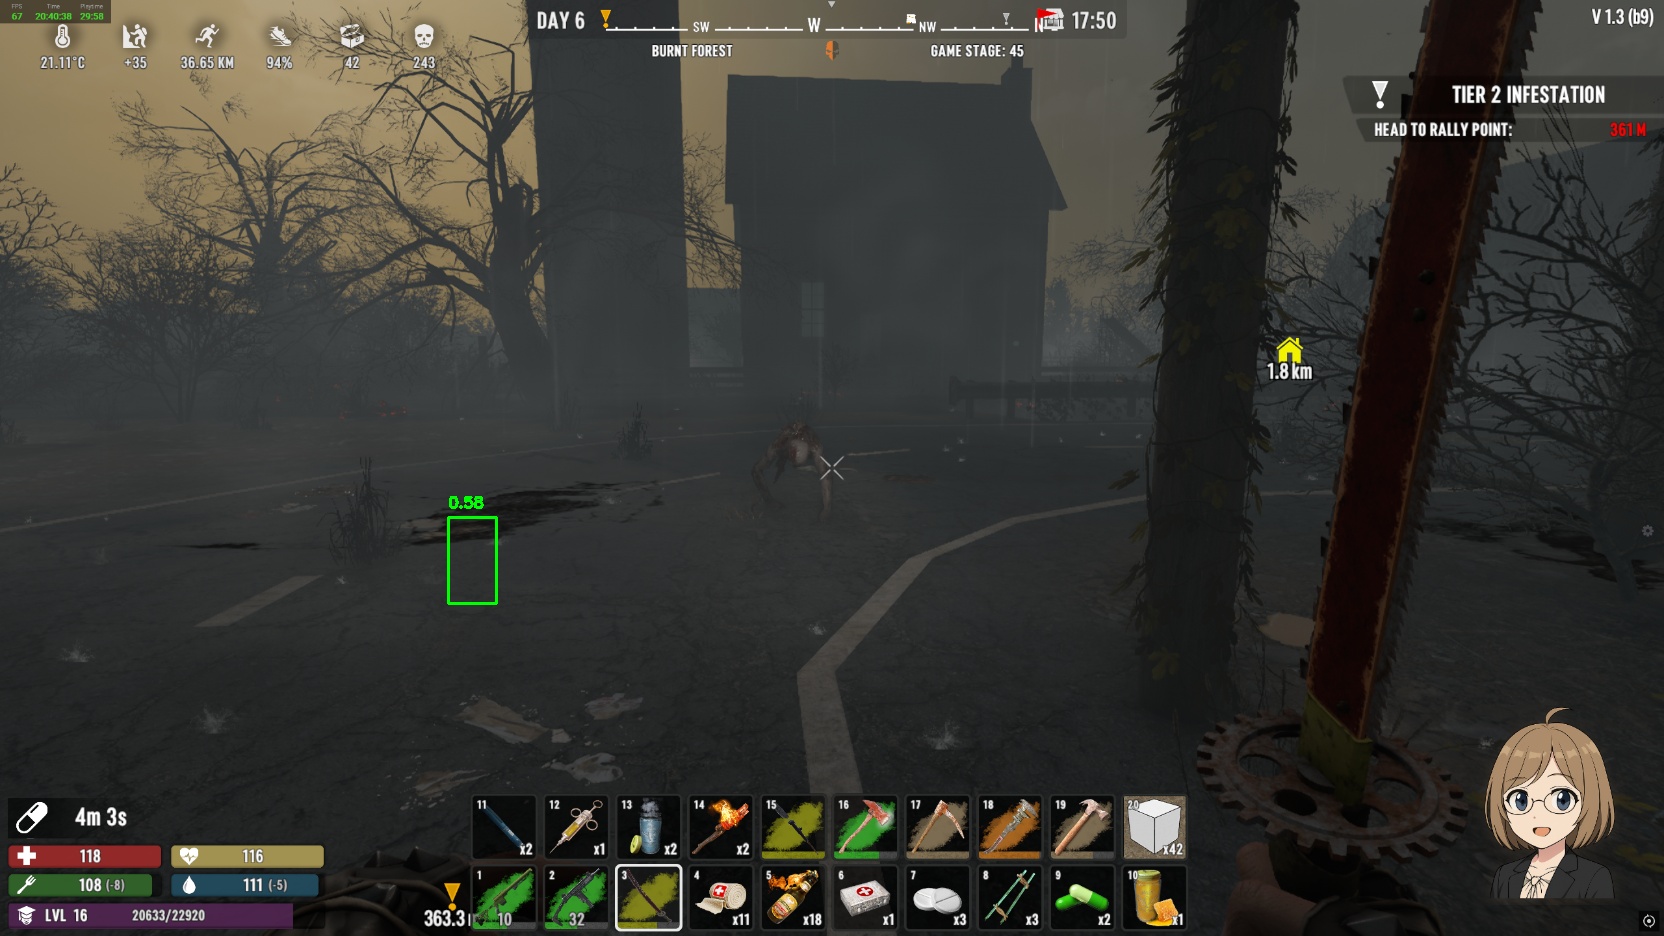 FPS Time Playtime
67 20:40:38 29:58
DAY 6
SW
W
NW
N
17:50
V 1.3 (b9)
BURNT FOREST
GAME STAGE: 45
21.11°C
+35
36.65 KM
94%
42
243
TIER 2 INFESTATION
HEAD TO RALLY POINT:
361 M
1.8 km
0.58
4m 3s
118
116
108 (-8)
111 (-5)
LVL 16
20633/22920
363.3
11
x2
12
x1
13
x2
14
x2
15
16
17
18
19
20
x42
1
10
2
32
3
4
x11
5
x18
6
x1
7
x3
8
x3
9
x2
10
x1